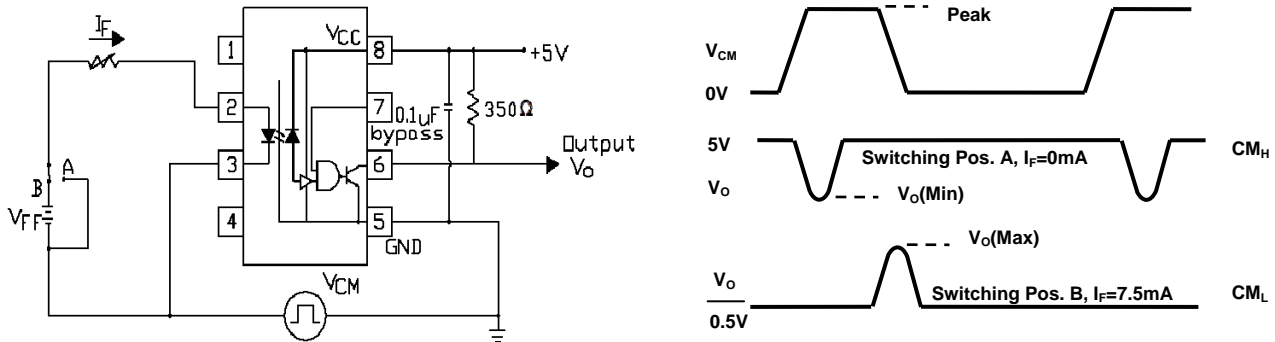 IF
VCC
1
8
+5V
2
7
0.1uF
bypass
350Ω
3
6
Output
VO
A
B
VFF
4
5
GND
VCM
Peak
VCM
0V
5V
Switching Pos. A, IF=0mA
CMH
VO
VO(Min)
VO(Max)
VO
Switching Pos. B, IF=7.5mA
CML
0.5V